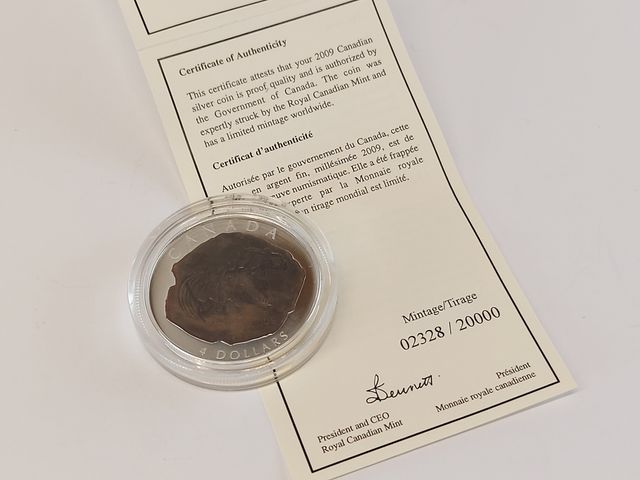 Certificate of Authenticity
This certificate attests that your 2009 Canadian
silver coin is proof quality and is authorized by
the Government of Canada. The coin was
expertly struck by the Royal Canadian Mint and
has a limited mintage worldwide.
Certificat d'authenticité
Autorisée par le gouvernement du Canada, cette
en argent fin, millésimée 2009, est de
numismatique. Elle a été frappée
par la Monnaie royale
tirage mondial est limité.
CANADA
4 DOLLARS
Mintage/Tirage
02328 / 20000
President and CEO
Royal Canadian Mint
Président
Monnaie royale canadienne